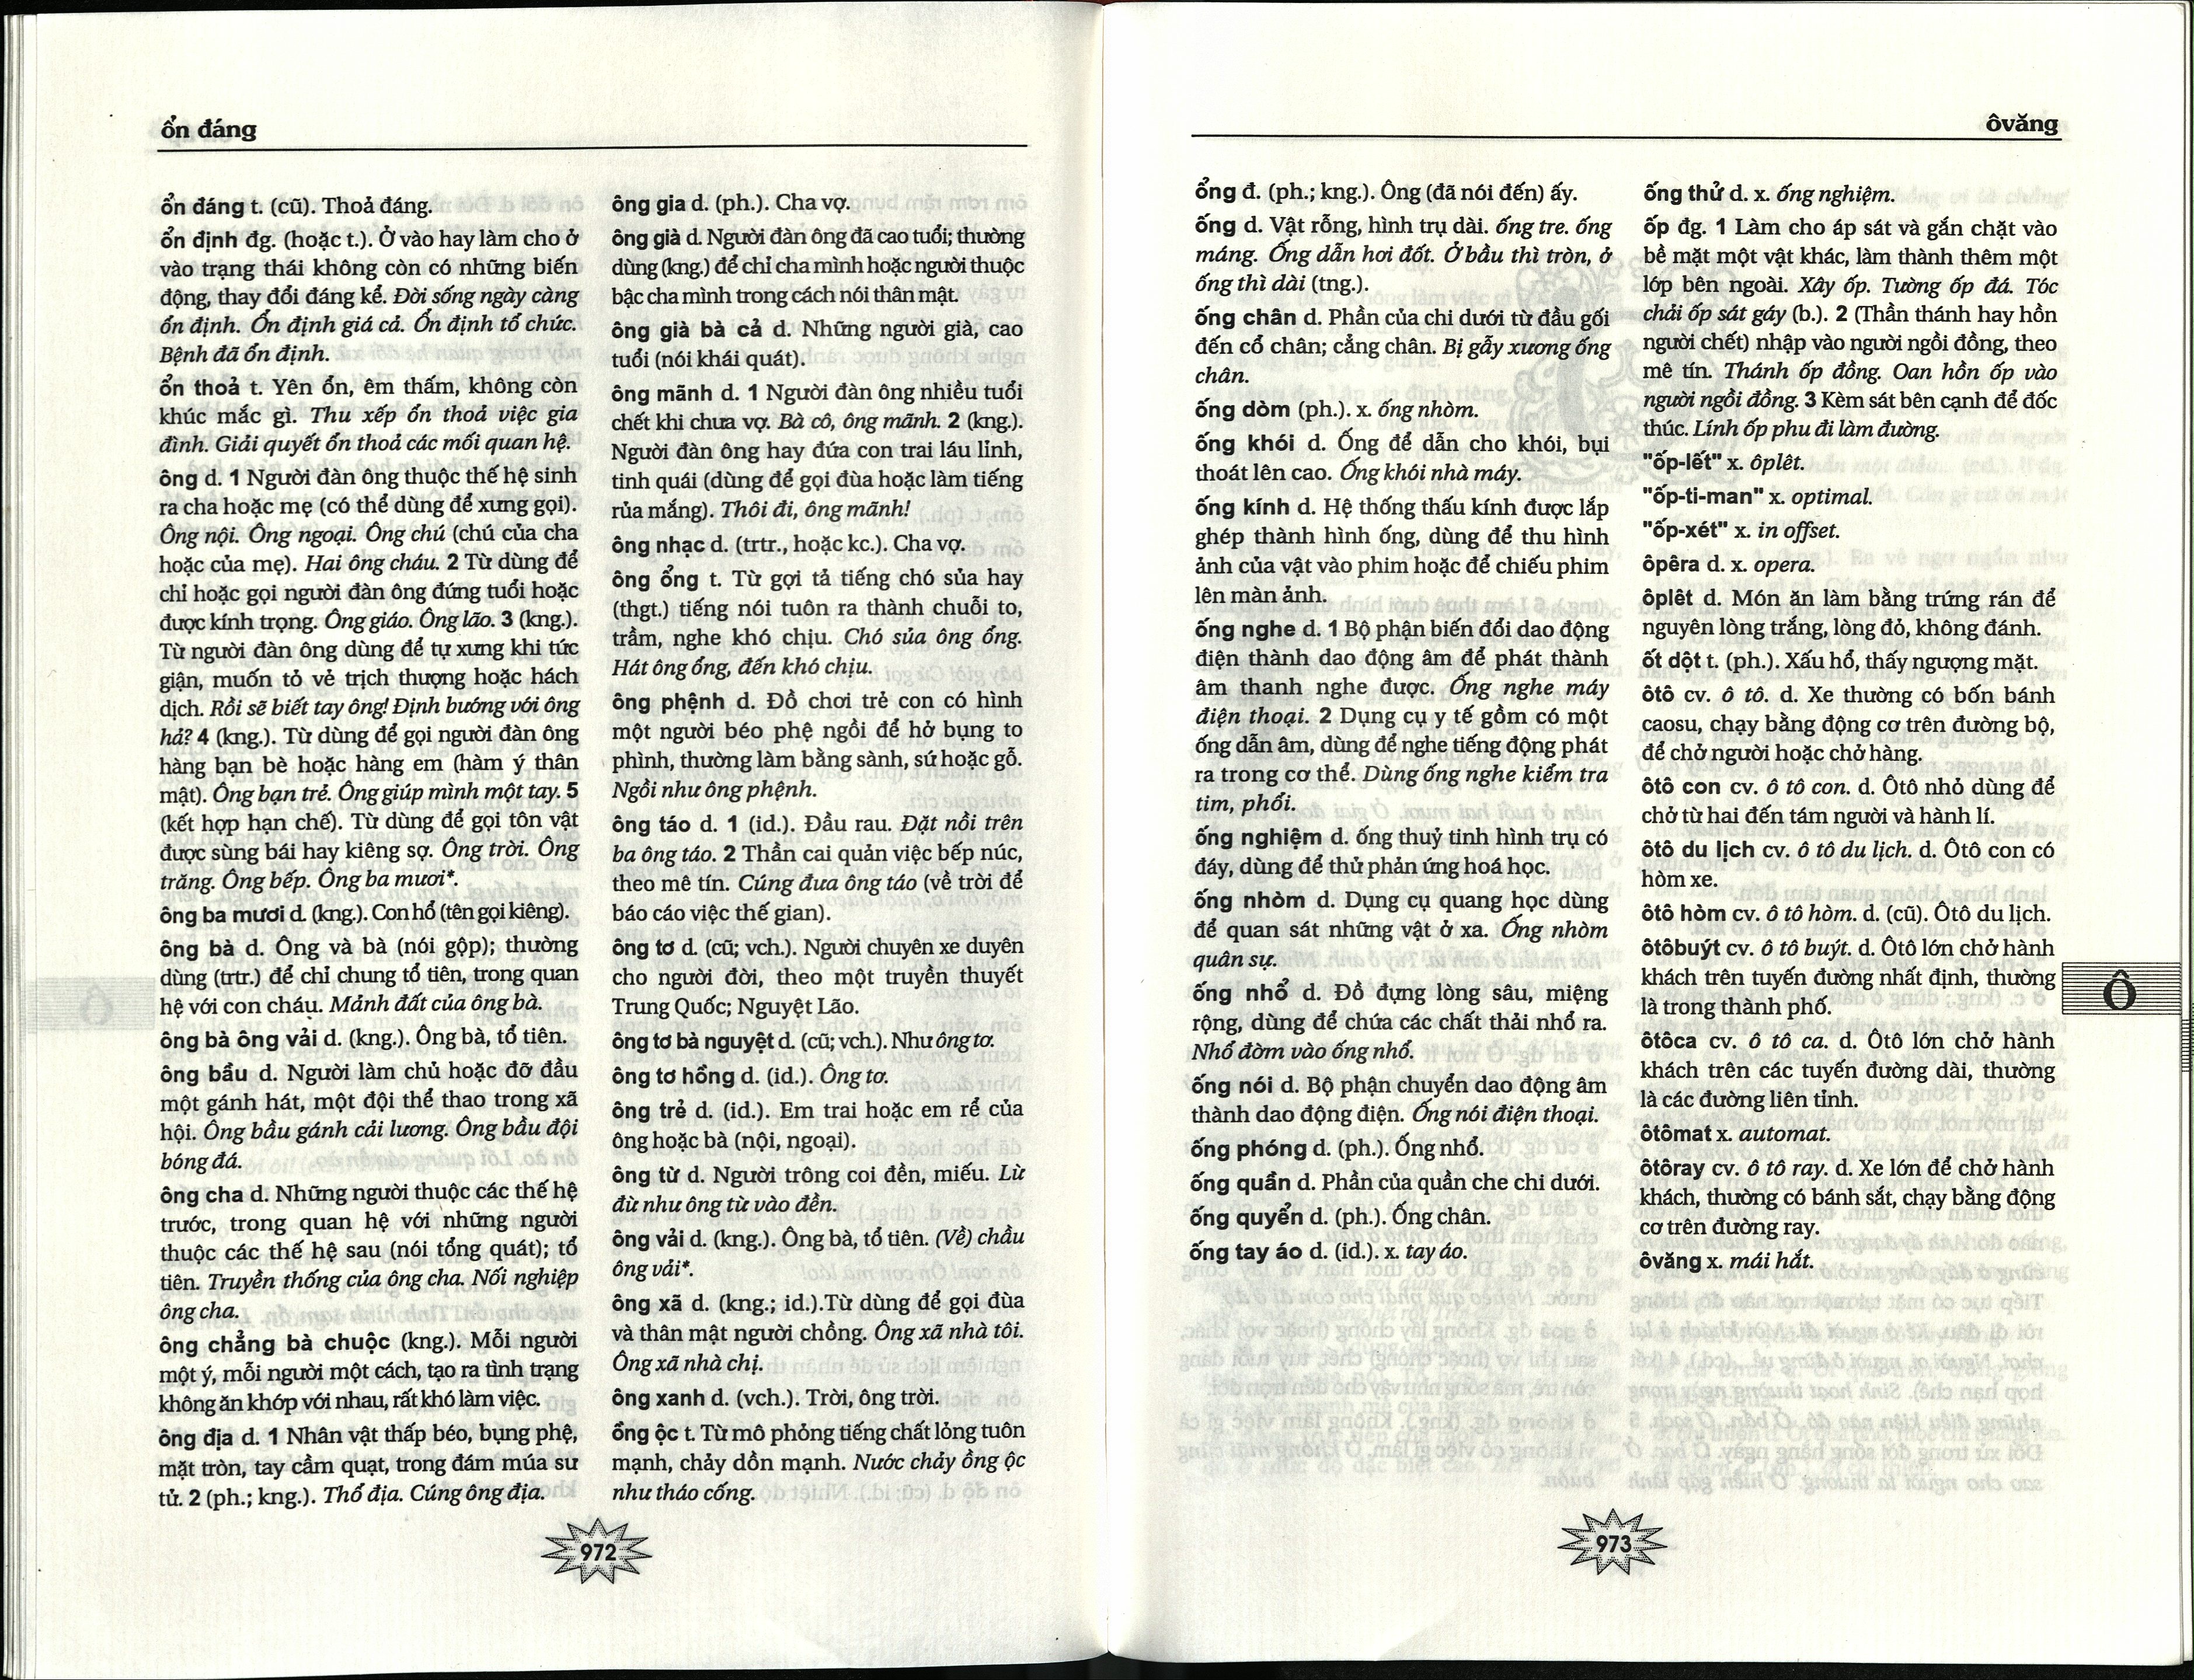 ổn đáng
ổn đáng t. (cũ). Thoả đáng.
ổn định đg. (hoặc t.). Ở vào hay làm cho ở
vào trạng thái không còn có những biến
động, thay đổi đáng kể. Đời sống ngày càng
ổn định. Ổn định giá cả. Ổn định tổ chức.
Bệnh đã ổn định.
ổn thoả t. Yên ổn, êm thấm, không còn
khúc mắc gì. Thu xếp ổn thoả việc gia
đình. Giải quyết ổn thoả các mối quan hệ.
ông d. 1 Người đàn ông thuộc thế hệ sinh
ra cha hoặc mẹ (có thể dùng để xưng gọi).
Ông nội. Ông ngoại. Ông chú (chú của cha
hoặc của mẹ). Hai ông cháu. 2 Từ dùng để
chỉ hoặc gọi người đàn ông đứng tuổi hoặc
được kính trọng. Ông giáo. Ông lão. 3 (kng.).
Từ người đàn ông dùng để tự xưng khi tức
giận, muốn tỏ vẻ trịch thượng hoặc hách
dịch. Rồi sẽ biết tay ông! Định bướng với ông
hả? 4 (kng.). Từ dùng để gọi người đàn ông
hàng bạn bè hoặc hàng em (hàm ý thân
mật). Ông bạn trẻ. Ông giúp mình một tay. 5
(kết hợp hạn chế). Từ dùng để gọi tôn vật
được sùng bái hay kiêng sợ. Ông trời. Ông
trăng. Ông bếp. Ông ba mươi*.
ông ba mươi d. (kng.). Con hổ (tên gọi kiêng).
ông bà d. Ông và bà (nói gộp); thường
dùng (trtr.) để chỉ chung tổ tiên, trong quan
hệ với con cháu. Mảnh đất của ông bà.
ông bà ông vải d. (kng.). Ông bà, tổ tiên.
ông bầu d. Người làm chủ hoặc đỡ đầu
một gánh hát, một đội thể thao trong xã
hội. Ông bầu gánh cải lương. Ông bầu đội
bóng đá.
ông cha d. Những người thuộc các thế hệ
trước, trong quan hệ với những người
thuộc các thế hệ sau (nói tổng quát); tổ
tiên. Truyền thống của ông cha. Nối nghiệp
ông cha.
ông chẳng bà chuộc (kng.). Mỗi người
một ý, mỗi người một cách, tạo ra tình trạng
không ăn khớp với nhau, rất khó làm việc.
ông địa d. 1 Nhân vật thấp béo, bụng phệ,
mặt tròn, tay cầm quạt, trong đám múa sư
tử. 2 (ph.; kng.). Thổ địa. Cúng ông địa.
ông gia d. (ph.). Cha vợ.
ông già d. Người đàn ông đã cao tuổi; thường
dùng (kng.) để chỉ cha mình hoặc người thuộc
bậc cha mình trong cách nói thân mật.
ông già bà cả d. Những người già, cao
tuổi (nói khái quát).
ông mãnh d. 1 Người đàn ông nhiều tuổi
chết khi chưa vợ. Bà cô, ông mãnh. 2 (kng.).
Người đàn ông hay đứa con trai láu lỉnh,
tinh quái (dùng để gọi đùa hoặc làm tiếng
rủa mắng). Thôi đi, ông mãnh!
ông nhạc d. (trtr., hoặc kc.). Cha vợ.
ông ổng t. Từ gợi tả tiếng chó sủa hay
(thgt.) tiếng nói tuôn ra thành chuỗi to,
trầm, nghe khó chịu. Chó sủa ông ổng.
Hát ông ổng, đến khó chịu.
ông phệnh d. Đồ chơi trẻ con có hình
một người béo phệ ngồi để hở bụng to
phình, thường làm bằng sành, sứ hoặc gỗ.
Ngồi như ông phệnh.
ông táo d. 1 (id.). Đầu rau. Đặt nồi trên
ba ông táo. 2 Thần cai quản việc bếp núc,
theo mê tín. Cúng đưa ông táo (về trời để
báo cáo việc thế gian).
ông tơ d. (cũ; vch.). Người chuyên xe duyên
cho người đời, theo một truyền thuyết
Trung Quốc; Nguyệt Lão.
ông tơ bà nguyệt d. (cũ; vch.). Như ông tơ.
ông tơ hồng d. (id.). Ông tơ.
ông trẻ d. (id.). Em trai hoặc em rể của
ông hoặc bà (nội, ngoại).
ông từ d. Người trông coi đền, miếu. Lừ
đừ như ông từ vào đền.
ông vải d. (kng.). Ông bà, tổ tiên. (Về) chầu
ông vải*.
ông xã d. (kng.; id.).Từ dùng để gọi đùa
và thân mật người chồng. Ông xã nhà tôi.
Ông xã nhà chị.
ông xanh d. (vch.). Trời, ông trời.
ồng ộc t. Từ mô phỏng tiếng chất lỏng tuôn
mạnh, chảy dồn mạnh. Nước chảy ồng ộc
như tháo cống.
972
ôvăng
ổng đ. (ph.; kng.). Ông (đã nói đến) ấy.
ống d. Vật rỗng, hình trụ dài. ống tre. ống
máng. Ống dẫn hơi đốt. Ở bầu thì tròn, ở
ống thì dài (tng.).
ống chân d. Phần của chi dưới từ đầu gối
đến cổ chân; cẳng chân. Bị gẫy xương ống
chân.
ống dòm (ph.). x. ống nhòm.
ống khói d. Ống để dẫn cho khói, bụi
thoát lên cao. Ống khói nhà máy.
ống kính d. Hệ thống thấu kính được lắp
ghép thành hình ống, dùng để thu hình
ảnh của vật vào phim hoặc để chiếu phim
lên màn ảnh.
ống nghe d. 1 Bộ phận biến đổi dao động
điện thành dao động âm để phát thành
âm thanh nghe được. Ống nghe máy
điện thoại. 2 Dụng cụ y tế gồm có một
ống dẫn âm, dùng để nghe tiếng động phát
ra trong cơ thể. Dùng ống nghe kiểm tra
tim, phổi.
ống nghiệm d. ống thuỷ tinh hình trụ có
đáy, dùng để thử phản ứng hoá học.
ống nhòm d. Dụng cụ quang học dùng
để quan sát những vật ở xa. Ống nhòm
quân sự.
ống nhổ d. Đồ đựng lòng sâu, miệng
rộng, dùng để chứa các chất thải nhổ ra.
Nhổ đờm vào ống nhổ.
ống nói d. Bộ phận chuyển dao động âm
thành dao động điện. Ống nói điện thoại.
ống phóng d. (ph.). Ống nhổ.
ống quần d. Phần của quần che chi dưới.
ống quyển d. (ph.). Ống chân.
ống tay áo d. (id.). x. tay áo.
ống thử d. x. ống nghiệm.
ốp đg. 1 Làm cho áp sát và gắn chặt vào
bề mặt một vật khác, làm thành thêm một
lớp bên ngoài. Xây ốp. Tường ốp đá. Tóc
chải ốp sát gáy (b.). 2 (Thần thánh hay hồn
người chết) nhập vào người ngồi đồng, theo
mê tín. Thánh ốp đồng. Oan hồn ốp vào
người ngồi đồng. 3 Kèm sát bên cạnh để đốc
thúc. Lính ốp phu đi làm đường.
"ốp-lết" x. ôplêt.
"ốp-ti-man" x. optimal.
"ốp-xét" x. in offset.
ôpêra d. x. opera.
ôplêt d. Món ăn làm bằng trứng rán để
nguyên lòng trắng, lòng đỏ, không đánh.
ốt dột t. (ph.). Xấu hổ, thấy ngượng mặt.
ôtô cv. ô tô. d. Xe thường có bốn bánh
caosu, chạy bằng động cơ trên đường bộ,
để chở người hoặc chở hàng.
ôtô con cv. ô tô con. d. Ôtô nhỏ dùng để
chở từ hai đến tám người và hành lí.
ôtô du lịch cv. ô tô du lịch. d. Ôtô con có
hòm xe.
ôtô hòm cv. ô tô hòm. d. (cũ). Ôtô du lịch.
ôtôbuýt cv. ô tô buýt. d. Ôtô lớn chở hành
khách trên tuyến đường nhất định, thường
là trong thành phố.
ôtôca cv. ô tô ca. d. Ôtô lớn chở hành
khách trên các tuyến đường dài, thường
là các đường liên tỉnh.
ôtômat x. automat.
ôtôray cv. ô tô ray. d. Xe lớn để chở hành
khách, thường có bánh sắt, chạy bằng động
cơ trên đường ray.
ôvăng x. mái hắt.
Ô
973